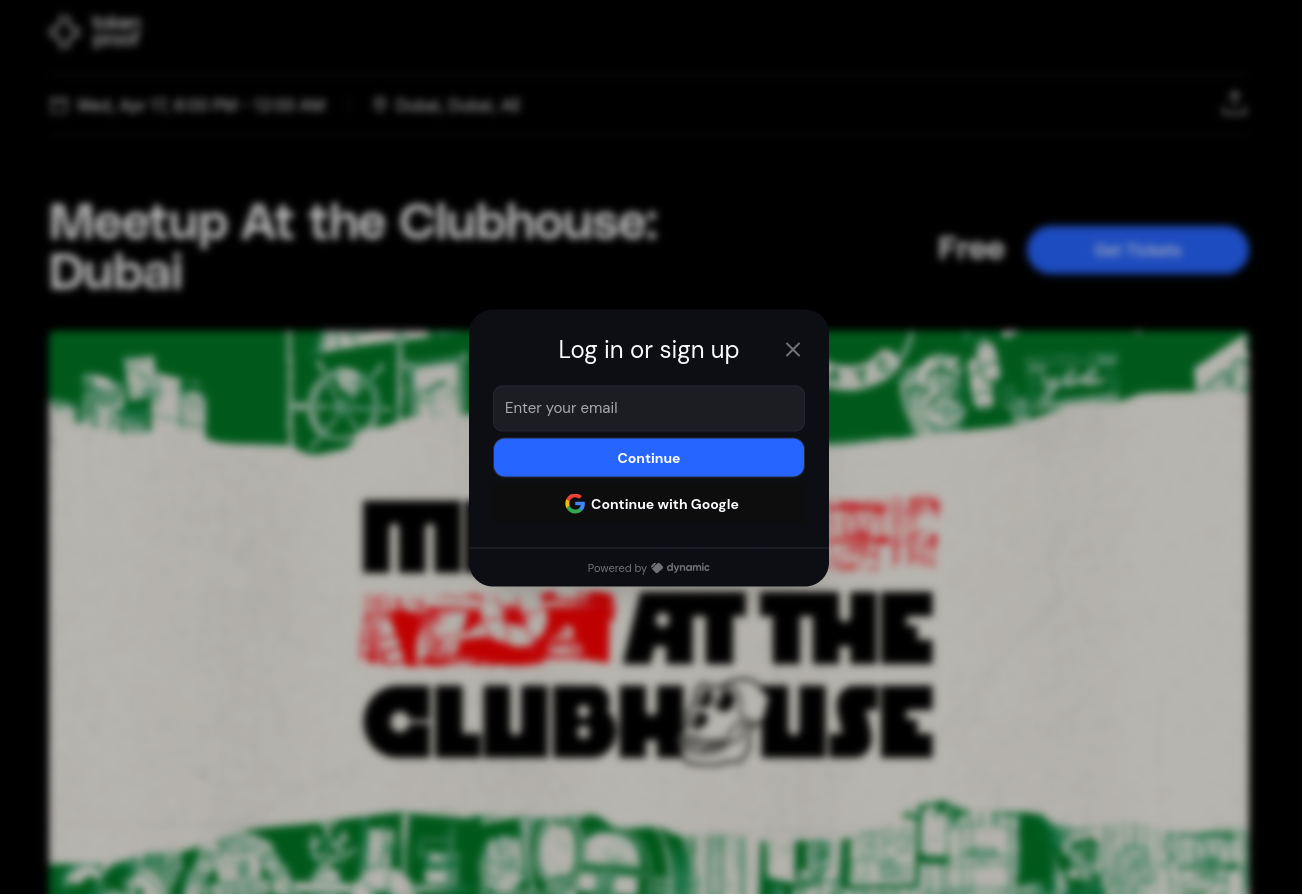 token
proof
Wed, Apr 17, 8:00 PM - 12:00 AM
Dubai, Dubai, AE
Meetup At the Clubhouse:
Dubai
Free
Get Tickets
Log in or sign up
Enter your email
Continue
Continue with Google
Powered by dynamic
AT THE
CLUBHOUSE